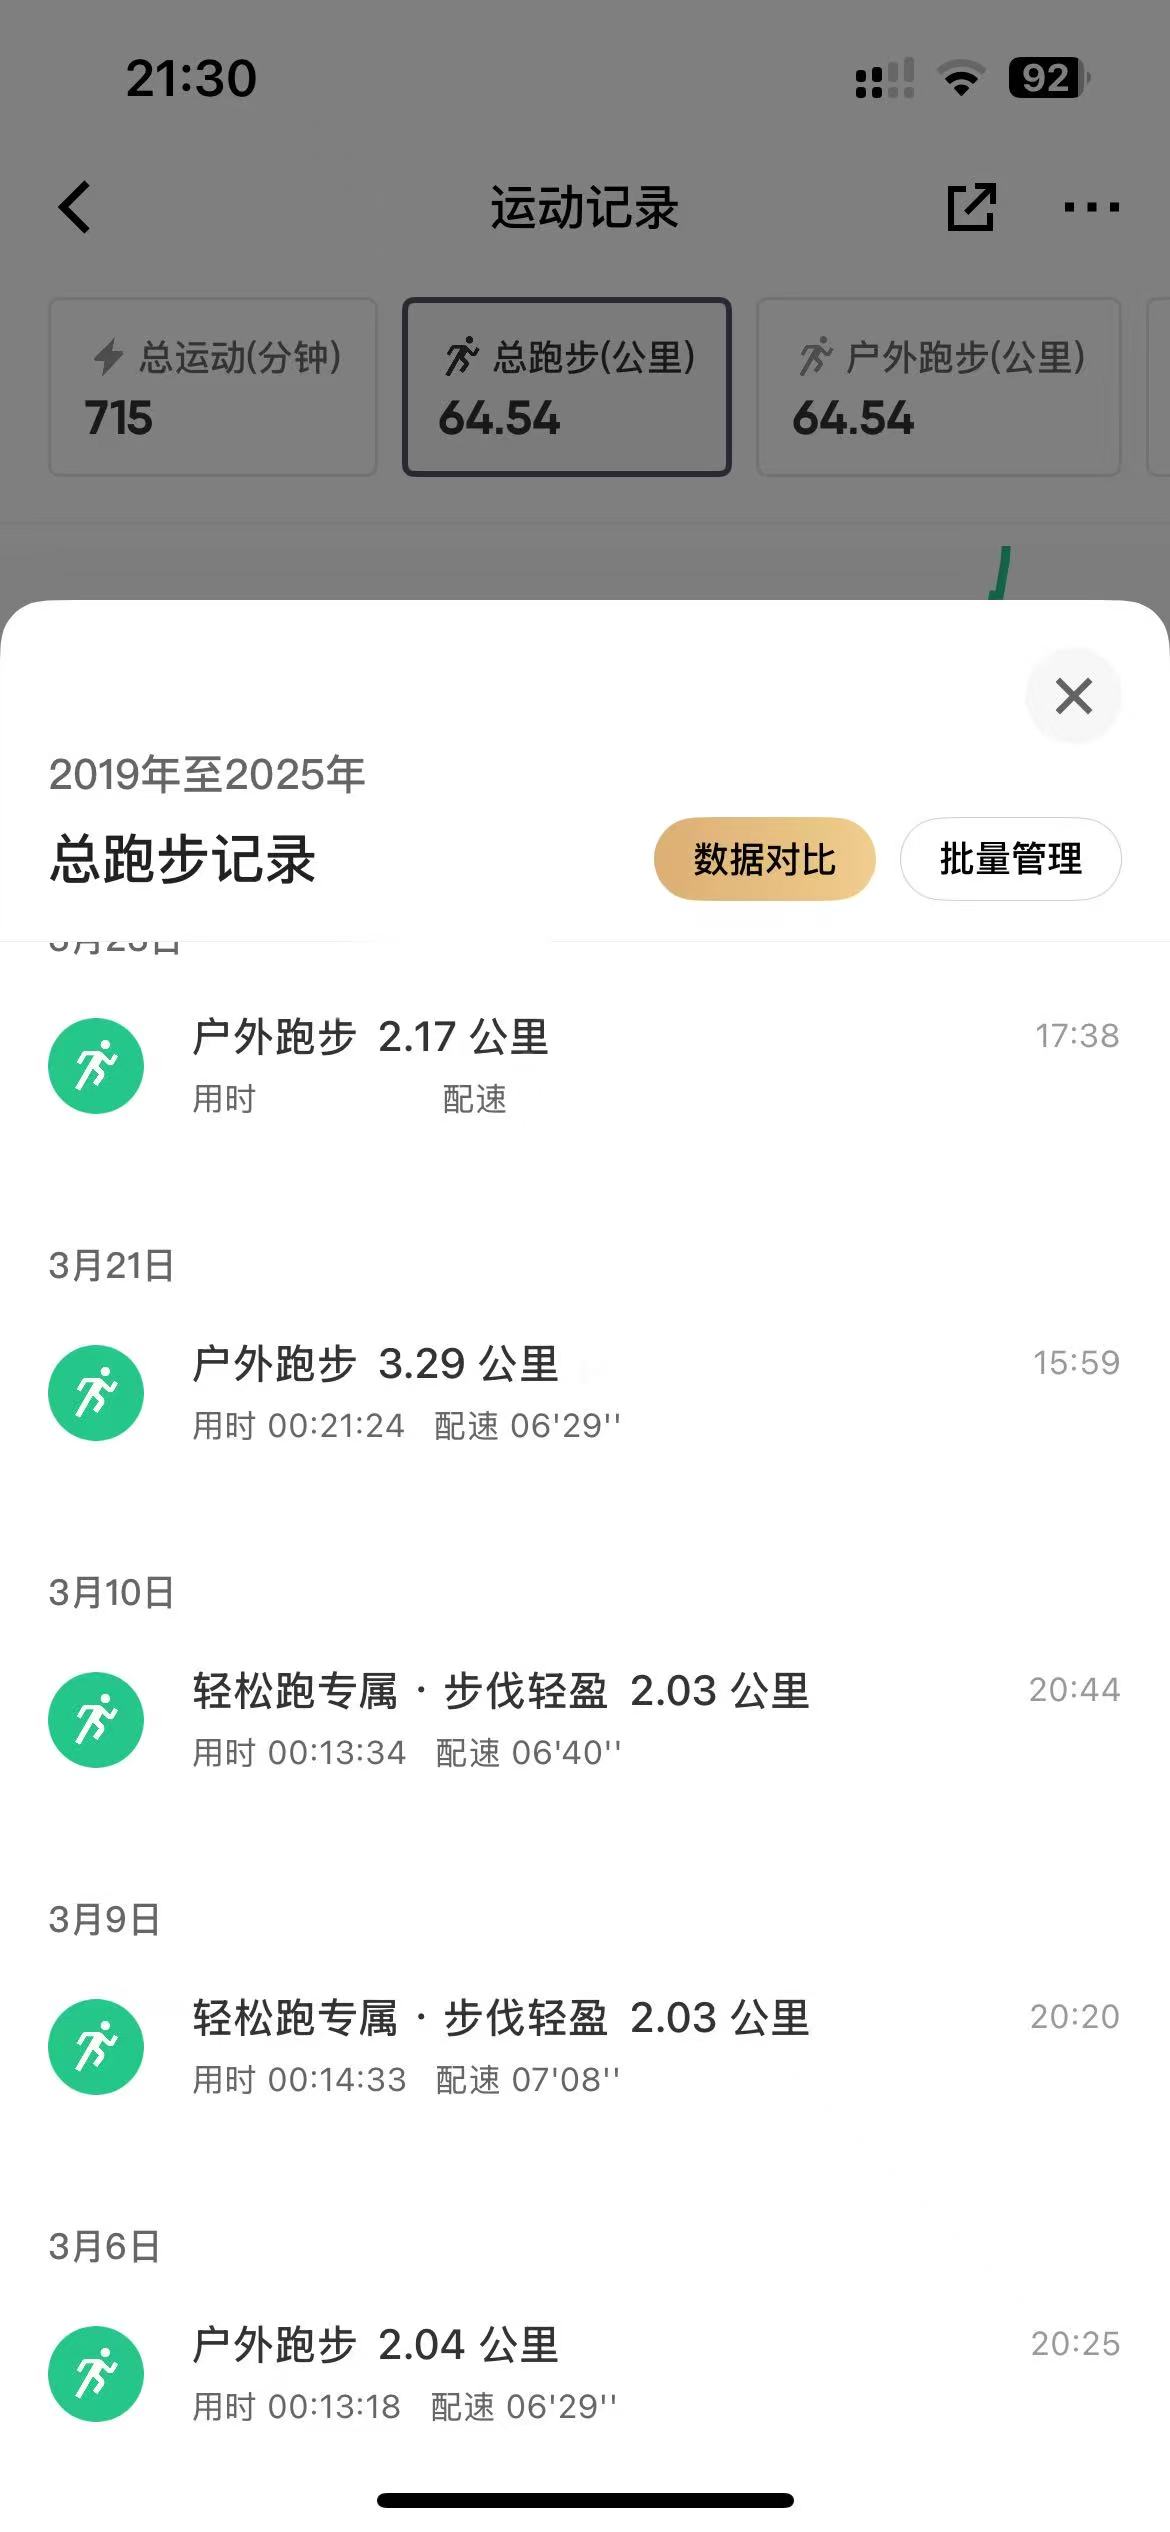 21:30
92
运动记录
总运动(分钟)
715
总跑步(公里)
64.54
户外跑步(公里)
64.54
2019年至2025年
总跑步记录
数据对比
批量管理
户外跑步 2.17 公里
17:38
用时 配速
3月21日
户外跑步 3.29 公里
15:59
用时 00:21:24 配速 06'29''
3月10日
轻松跑专属 · 步伐轻盈 2.03 公里
20:44
用时 00:13:34 配速 06'40''
3月9日
轻松跑专属 · 步伐轻盈 2.03 公里
20:20
用时 00:14:33 配速 07'08''
3月6日
户外跑步 2.04 公里
20:25
用时 00:13:18 配速 06'29''